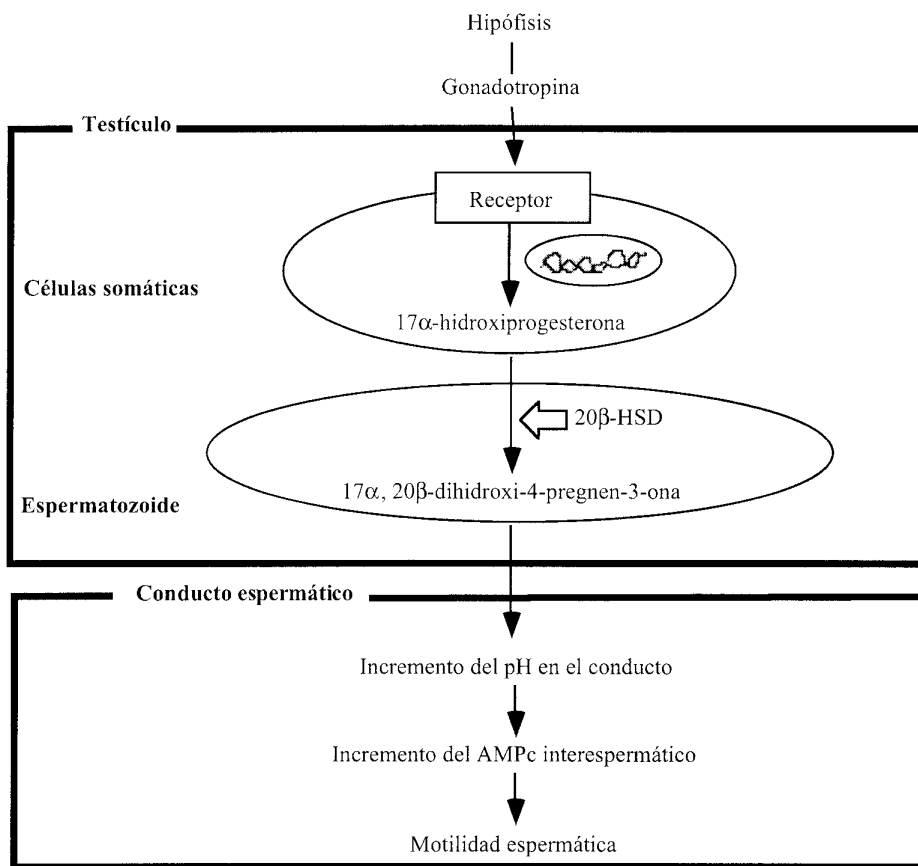 Hipófisis
Gonadotropina
Testículo
Receptor
Células somáticas
17α-hidroxiprogesterona
20β-HSD
17α, 20β-dihidroxi-4-pregnen-3-ona
Espermatozoide
Conducto espermático
Incremento del pH en el conducto
Incremento del AMPc interespermático
Motilidad espermática